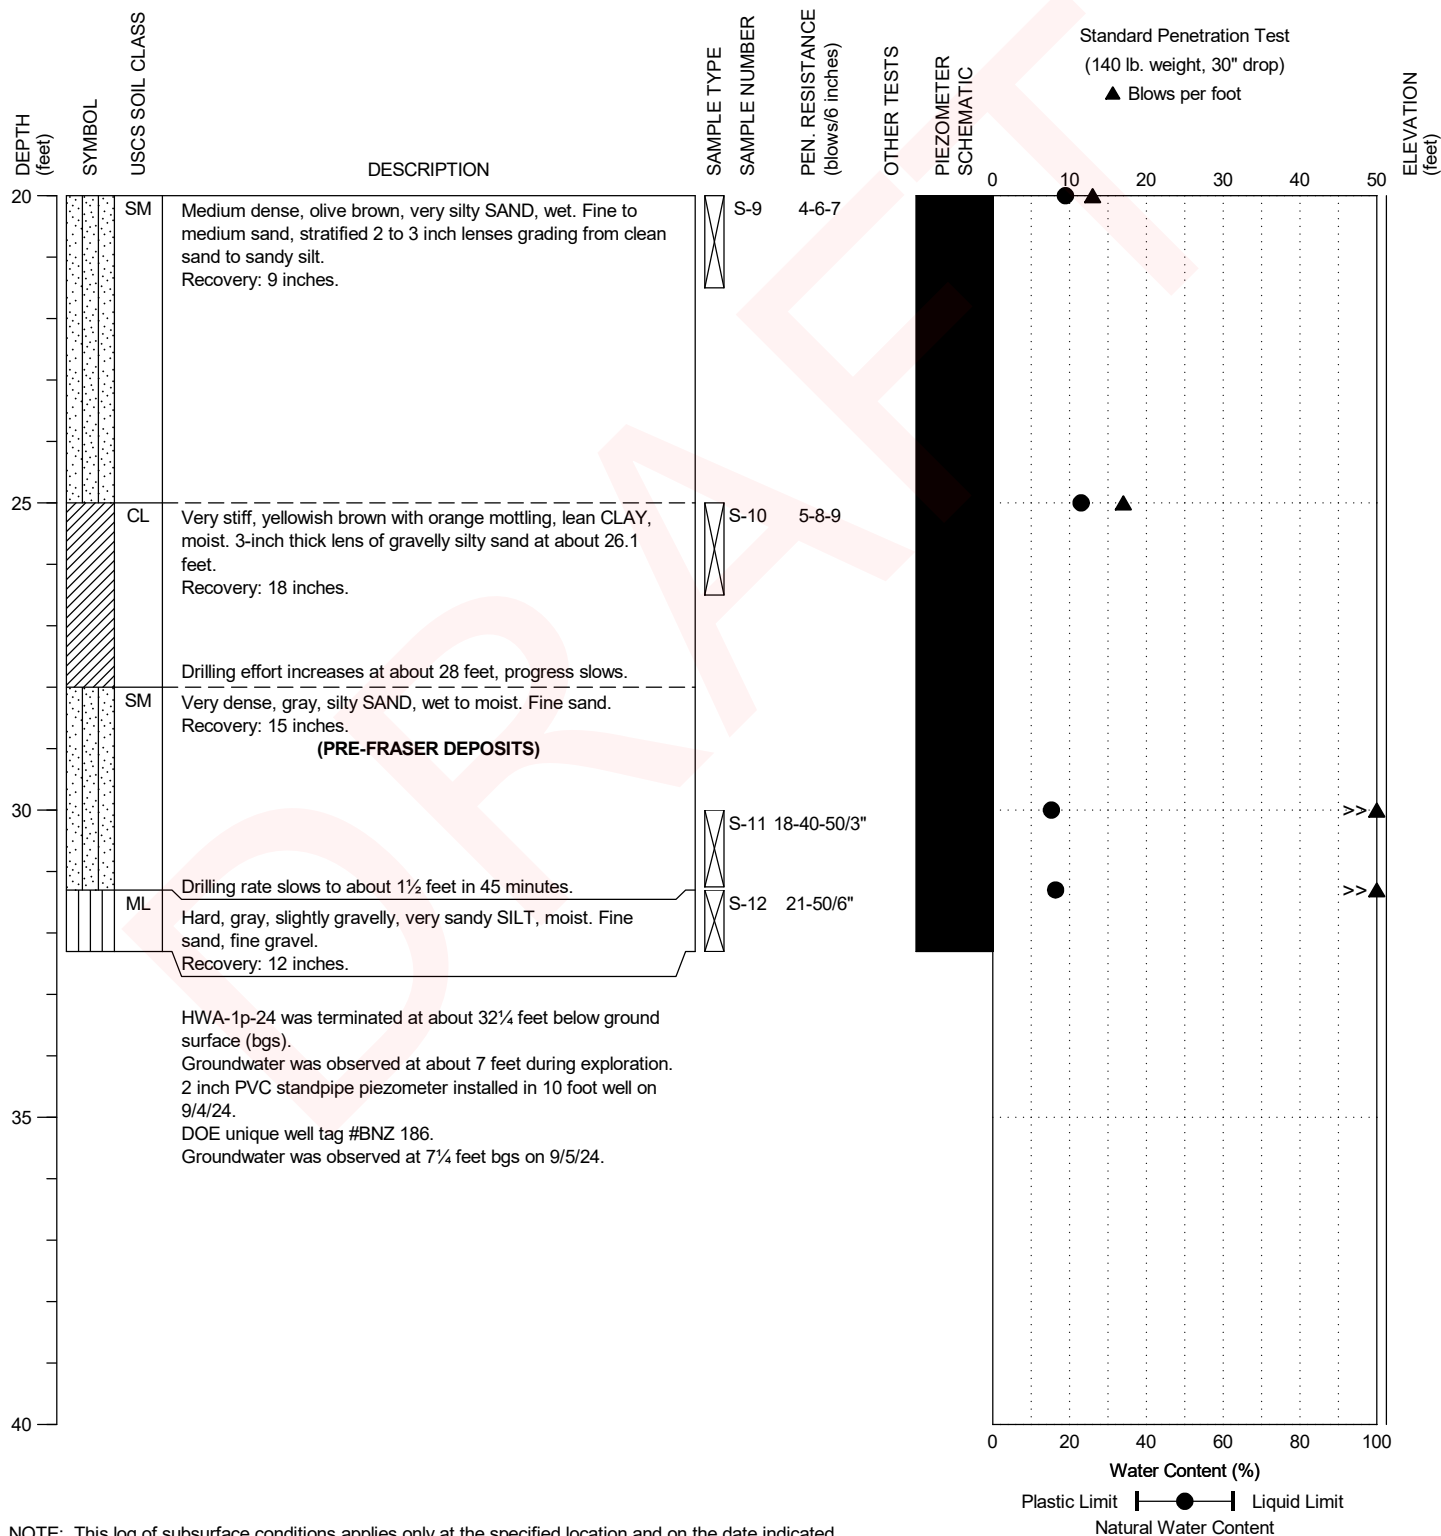 DEPTH
(feet)
SYMBOL
USCS SOIL CLASS
DESCRIPTION
SAMPLE TYPE
SAMPLE NUMBER
PEN. RESISTANCE
(blows/6 inches)
OTHER TESTS
PIEZOMETER
SCHEMATIC
Standard Penetration Test
(140 lb. weight, 30" drop)
▲ Blows per foot
ELEVATION
(feet)
0 10 20 30 40 50
20
SM
Medium dense, olive brown, very silty SAND, wet. Fine to
medium sand, stratified 2 to 3 inch lenses grading from clean
sand to sandy silt.
Recovery: 9 inches.
S-9 4-6-7
25
CL
Very stiff, yellowish brown with orange mottling, lean CLAY,
moist. 3-inch thick lens of gravelly silty sand at about 26.1
feet.
Recovery: 18 inches.
S-10 5-8-9
Drilling effort increases at about 28 feet, progress slows.
SM
Very dense, gray, silty SAND, wet to moist. Fine sand.
Recovery: 15 inches.
(PRE-FRASER DEPOSITS)
30
S-11 18-40-50/3"
>>
Drilling rate slows to about 1½ feet in 45 minutes.
ML
Hard, gray, slightly gravelly, very sandy SILT, moist. Fine
sand, fine gravel.
Recovery: 12 inches.
S-12 21-50/6"
>>
HWA-1p-24 was terminated at about 32¼ feet below ground
surface (bgs).
Groundwater was observed at about 7 feet during exploration.
2 inch PVC standpipe piezometer installed in 10 foot well on
9/4/24.
DOE unique well tag #BNZ 186.
Groundwater was observed at 7¼ feet bgs on 9/5/24.
35
40
0 20 40 60 80 100
Water Content (%)
Plastic Limit Liquid Limit
Natural Water Content
NOTE: This log of subsurface conditions applies only at the specified location and on the date indicated
DRAFT